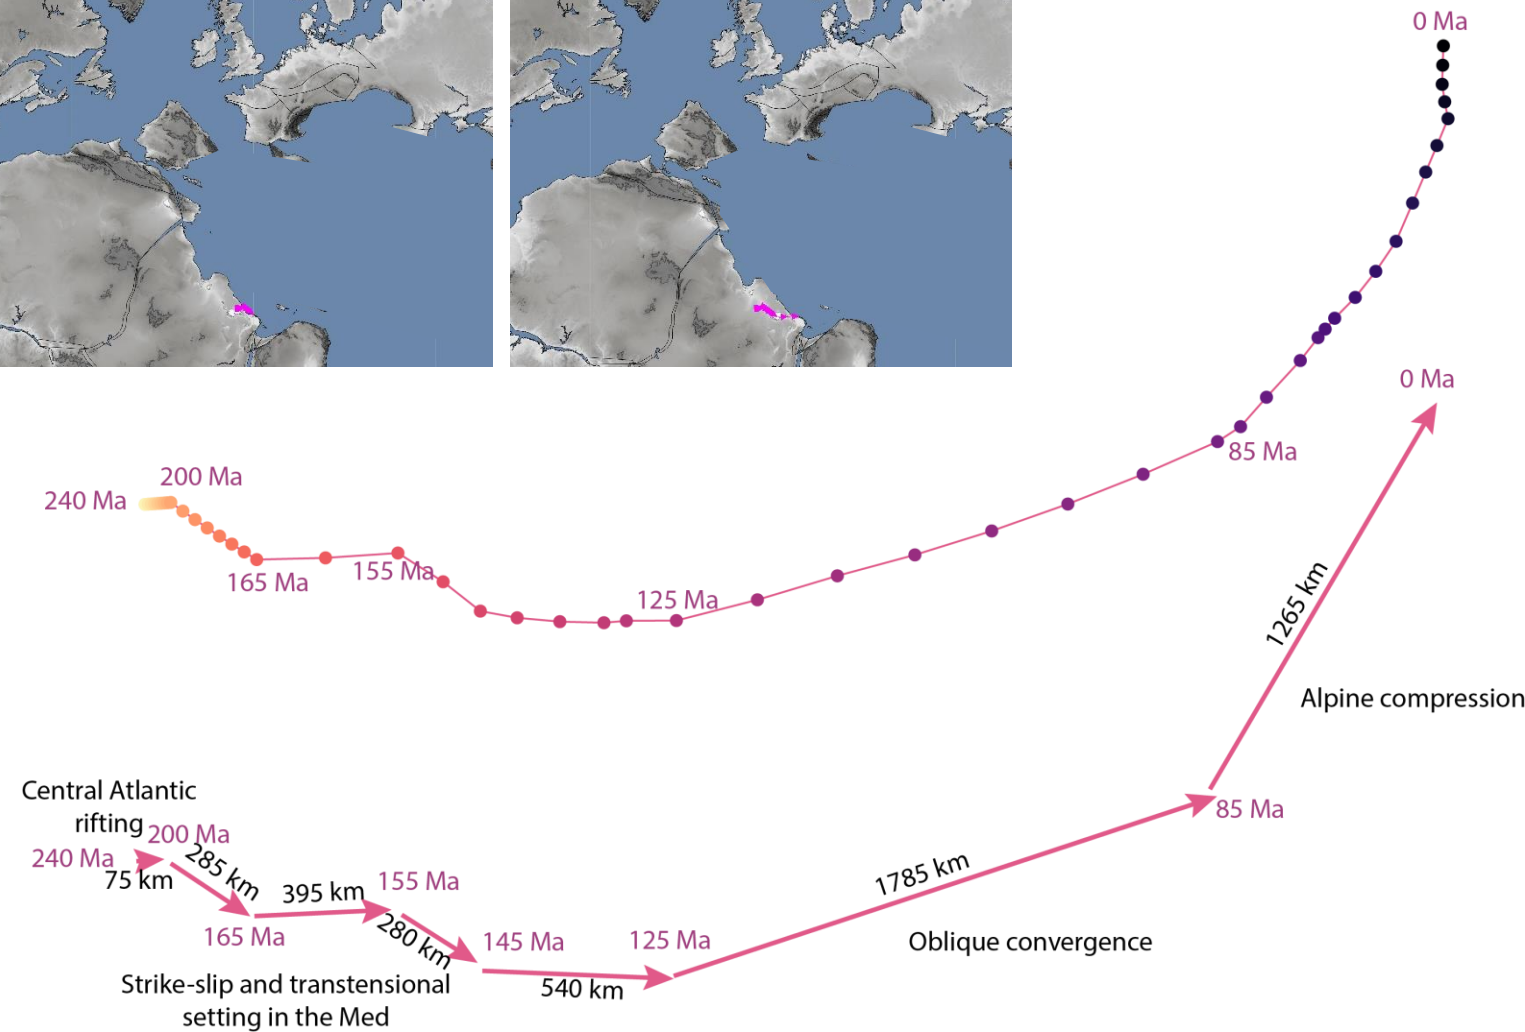 0 Ma
0 Ma
85 Ma
200 Ma
240 Ma
165 Ma
155 Ma
125 Ma
1265 km
Alpine compression
Central Atlantic
rifting
200 Ma
240 Ma
75 km
285 km
395 km
155 Ma
165 Ma
280 km
145 Ma
125 Ma
540 km
1785 km
85 Ma
Oblique convergence
Strike-slip and transtensional
setting in the Med